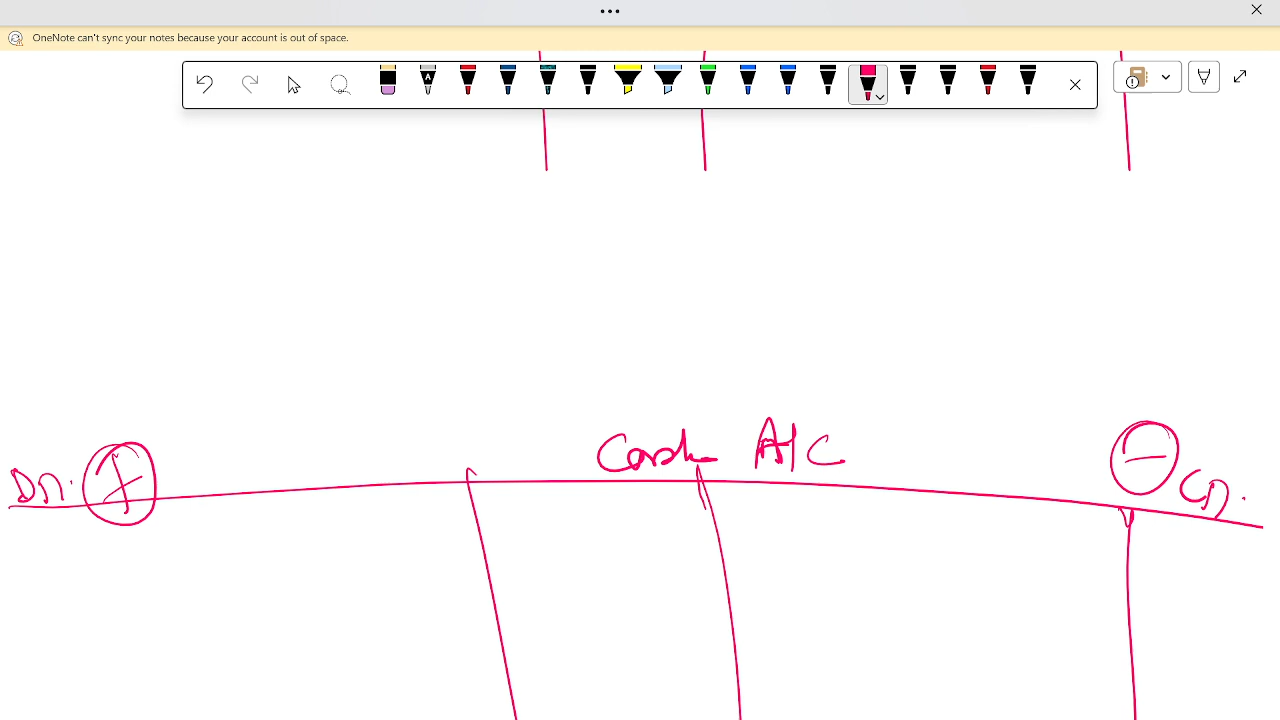 OneNote can't sync your notes because your account is out of space.
Cash A/C
Dr. + - Cr.